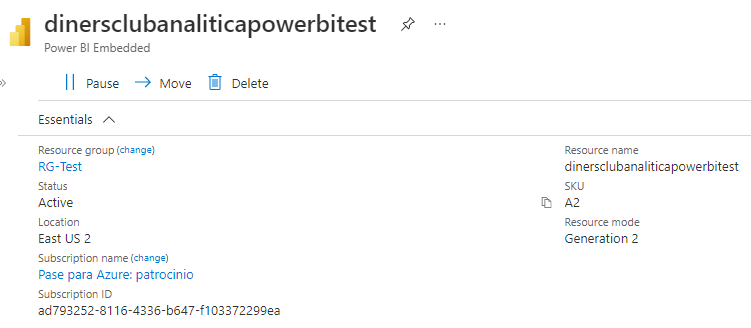 dinersclubanaliticapowerbitest
Power BI Embedded
Pause Move Delete
Essentials
Resource group (change)
RG-Test
Status
Active
Location
East US 2
Subscription name (change)
Pase para Azure: patrocinio
Subscription ID
ad793252-8116-4336-b647-f103372299ea
Resource name
dinersclubanaliticapowerbitest
SKU
A2
Resource mode
Generation 2